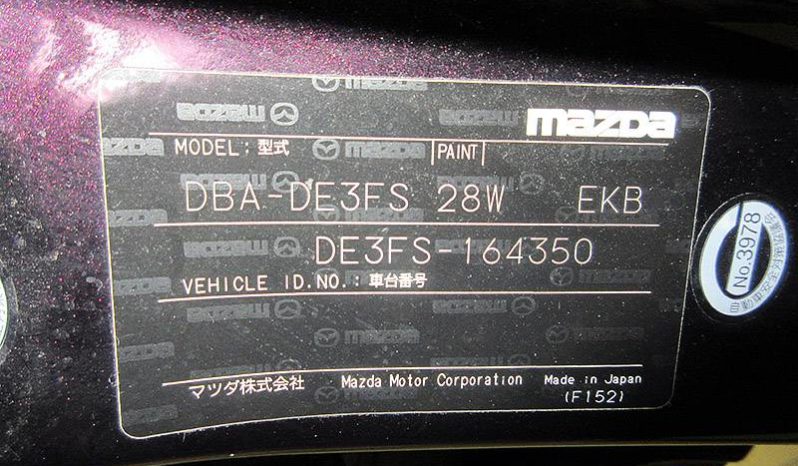 mazda
MODEL; 型式 PAINT
DBA-DE3FS 28W EKB
DE3FS-164350
VEHICLE ID.NO.: 車台番号
マツダ株式会社 Mazda Motor Corporation Made in Japan
(F152)
No.3978